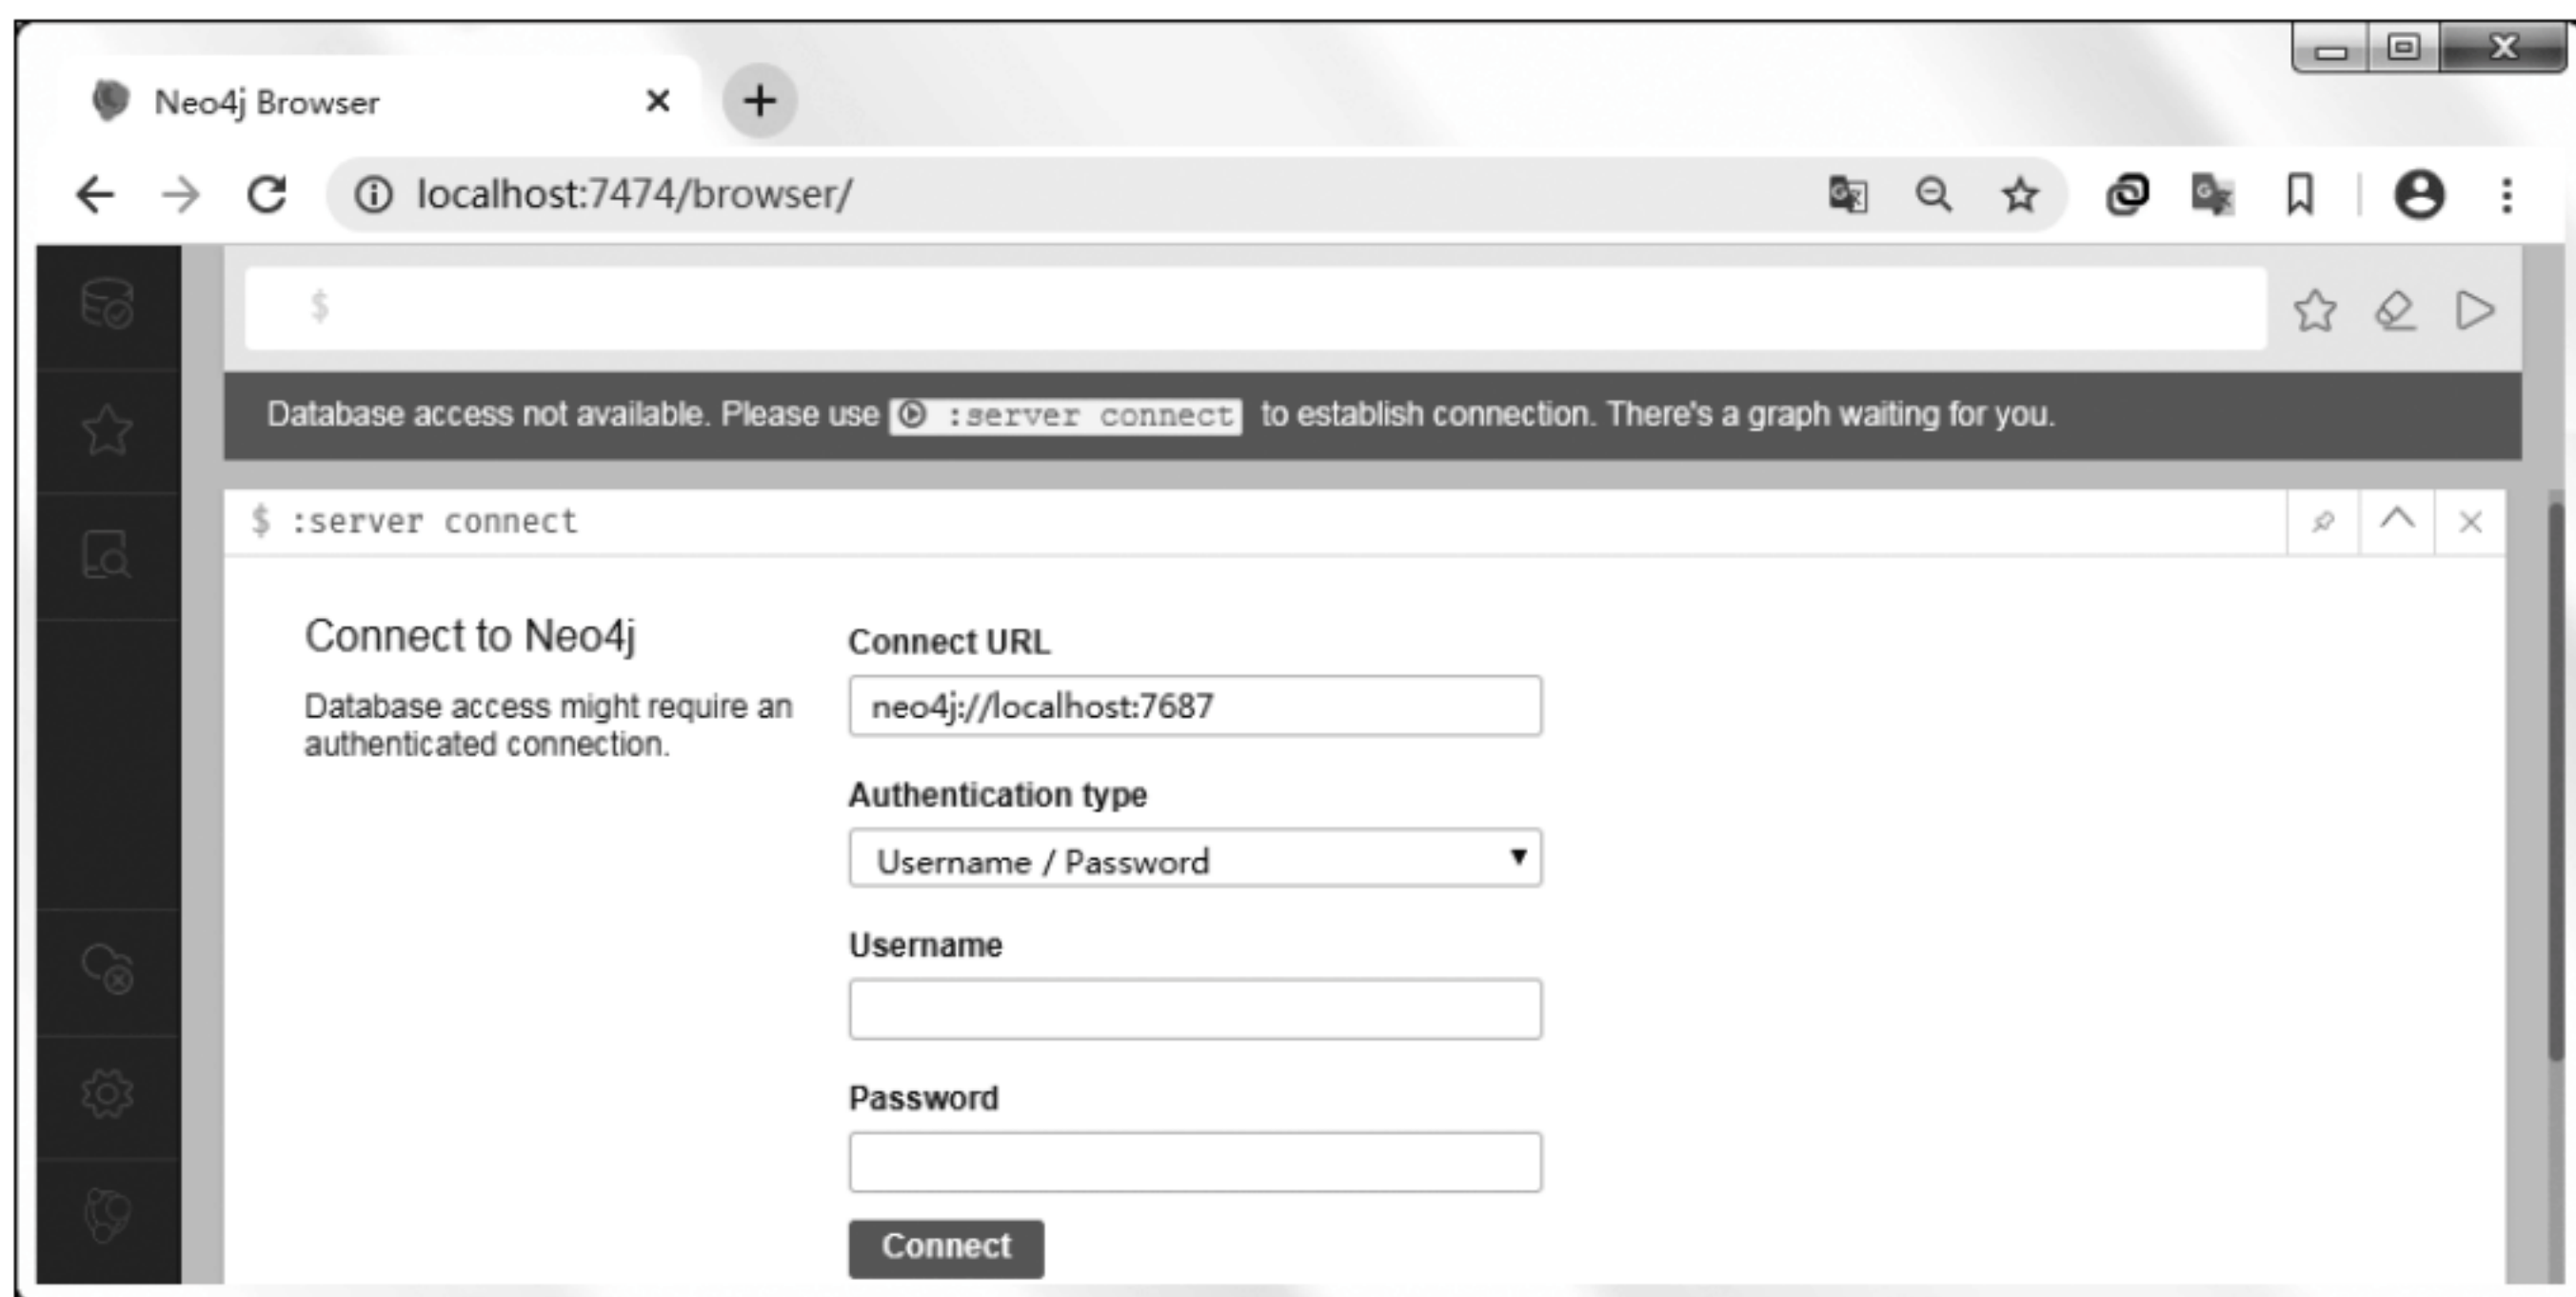 Neo4j Browser
localhost:7474/browser/
$
Database access not available. Please use :server connect to establish connection. There's a graph waiting for you.
$ :server connect
Connect to Neo4j
Database access might require an
authenticated connection.
Connect URL
neo4j://localhost:7687
Authentication type
Username / Password
Username
Password
Connect